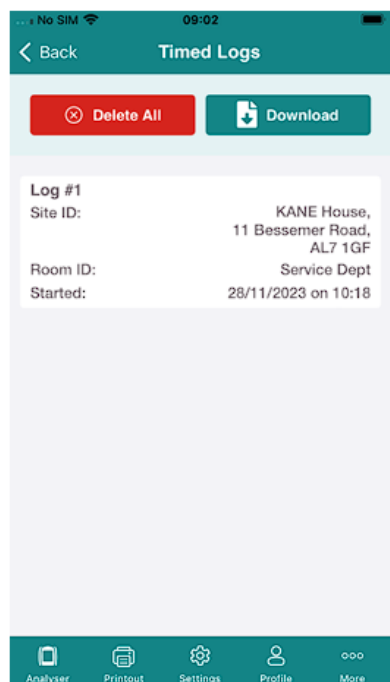 No SIM 09:02
Back Timed Logs
Delete All Download
Log #1
Site ID: KANE House,
11 Bessemer Road,
AL7 1GF
Room ID: Service Dept
Started: 28/11/2023 on 10:18
Analyser Printout Settings Profile More